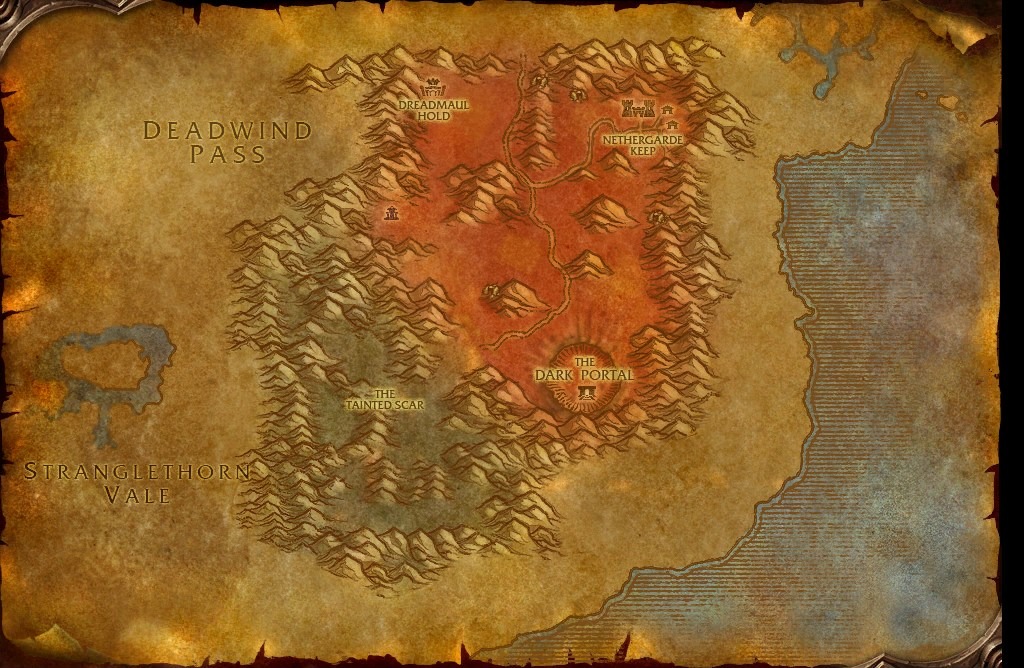 DREADMAUL
HOLD
DEADWIND
PASS
NETHERGARDE
KEEP
THE
DARK PORTAL
THE
TAINTED SCAR
STRANGLETHORN
VALE